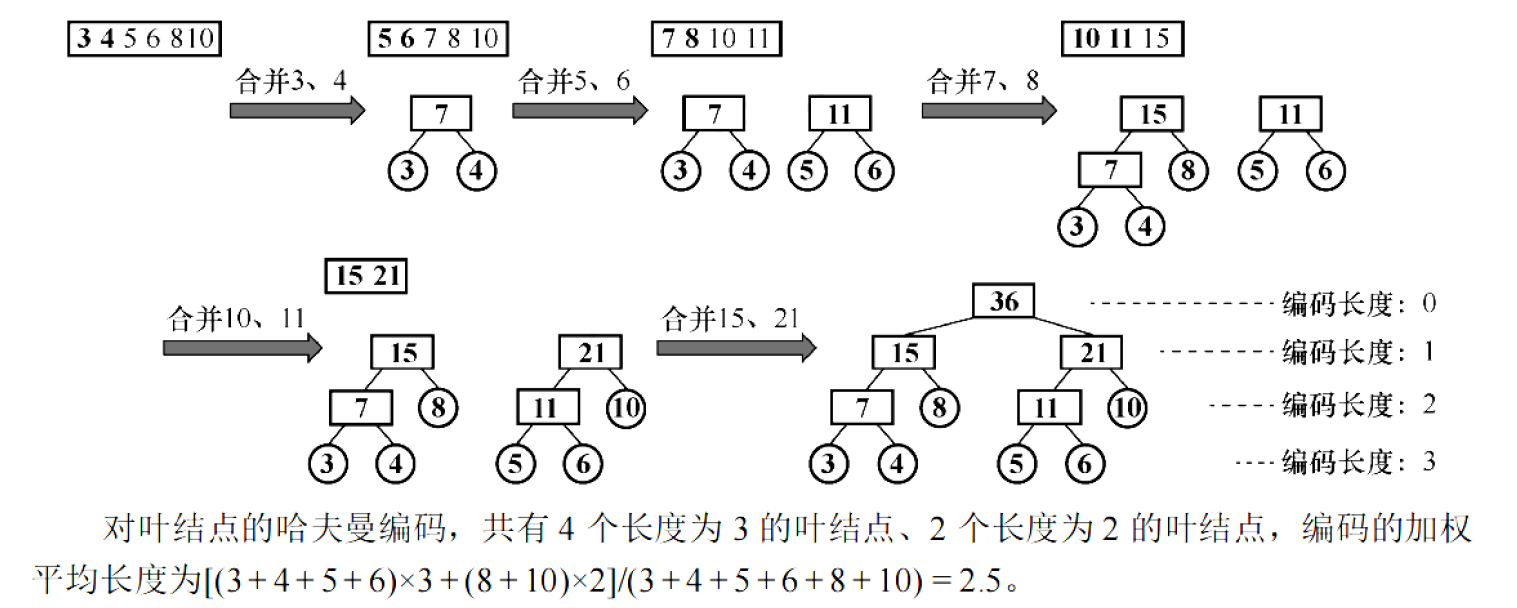 3 4 5 6 8 10
5 6 7 8 10
7 8 10 11
10 11 15
合并3、4
合并5、6
合并7、8
7
3 4
7 11
3 4 5 6
15 11
7 8 5 6
3 4
15 21
合并10、11
合并15、21
15 21
7 8 11 10
3 4 5 6
36
15 21
7 8 11 10
3 4 5 6
编码长度：0
编码长度：1
编码长度：2
编码长度：3
对叶结点的哈夫曼编码，共有 4 个长度为 3 的叶结点、2 个长度为 2 的叶结点，编码的加权
平均长度为[(3+4+5+6)×3+(8+10)×2]/(3+4+5+6+8+10) = 2.5。